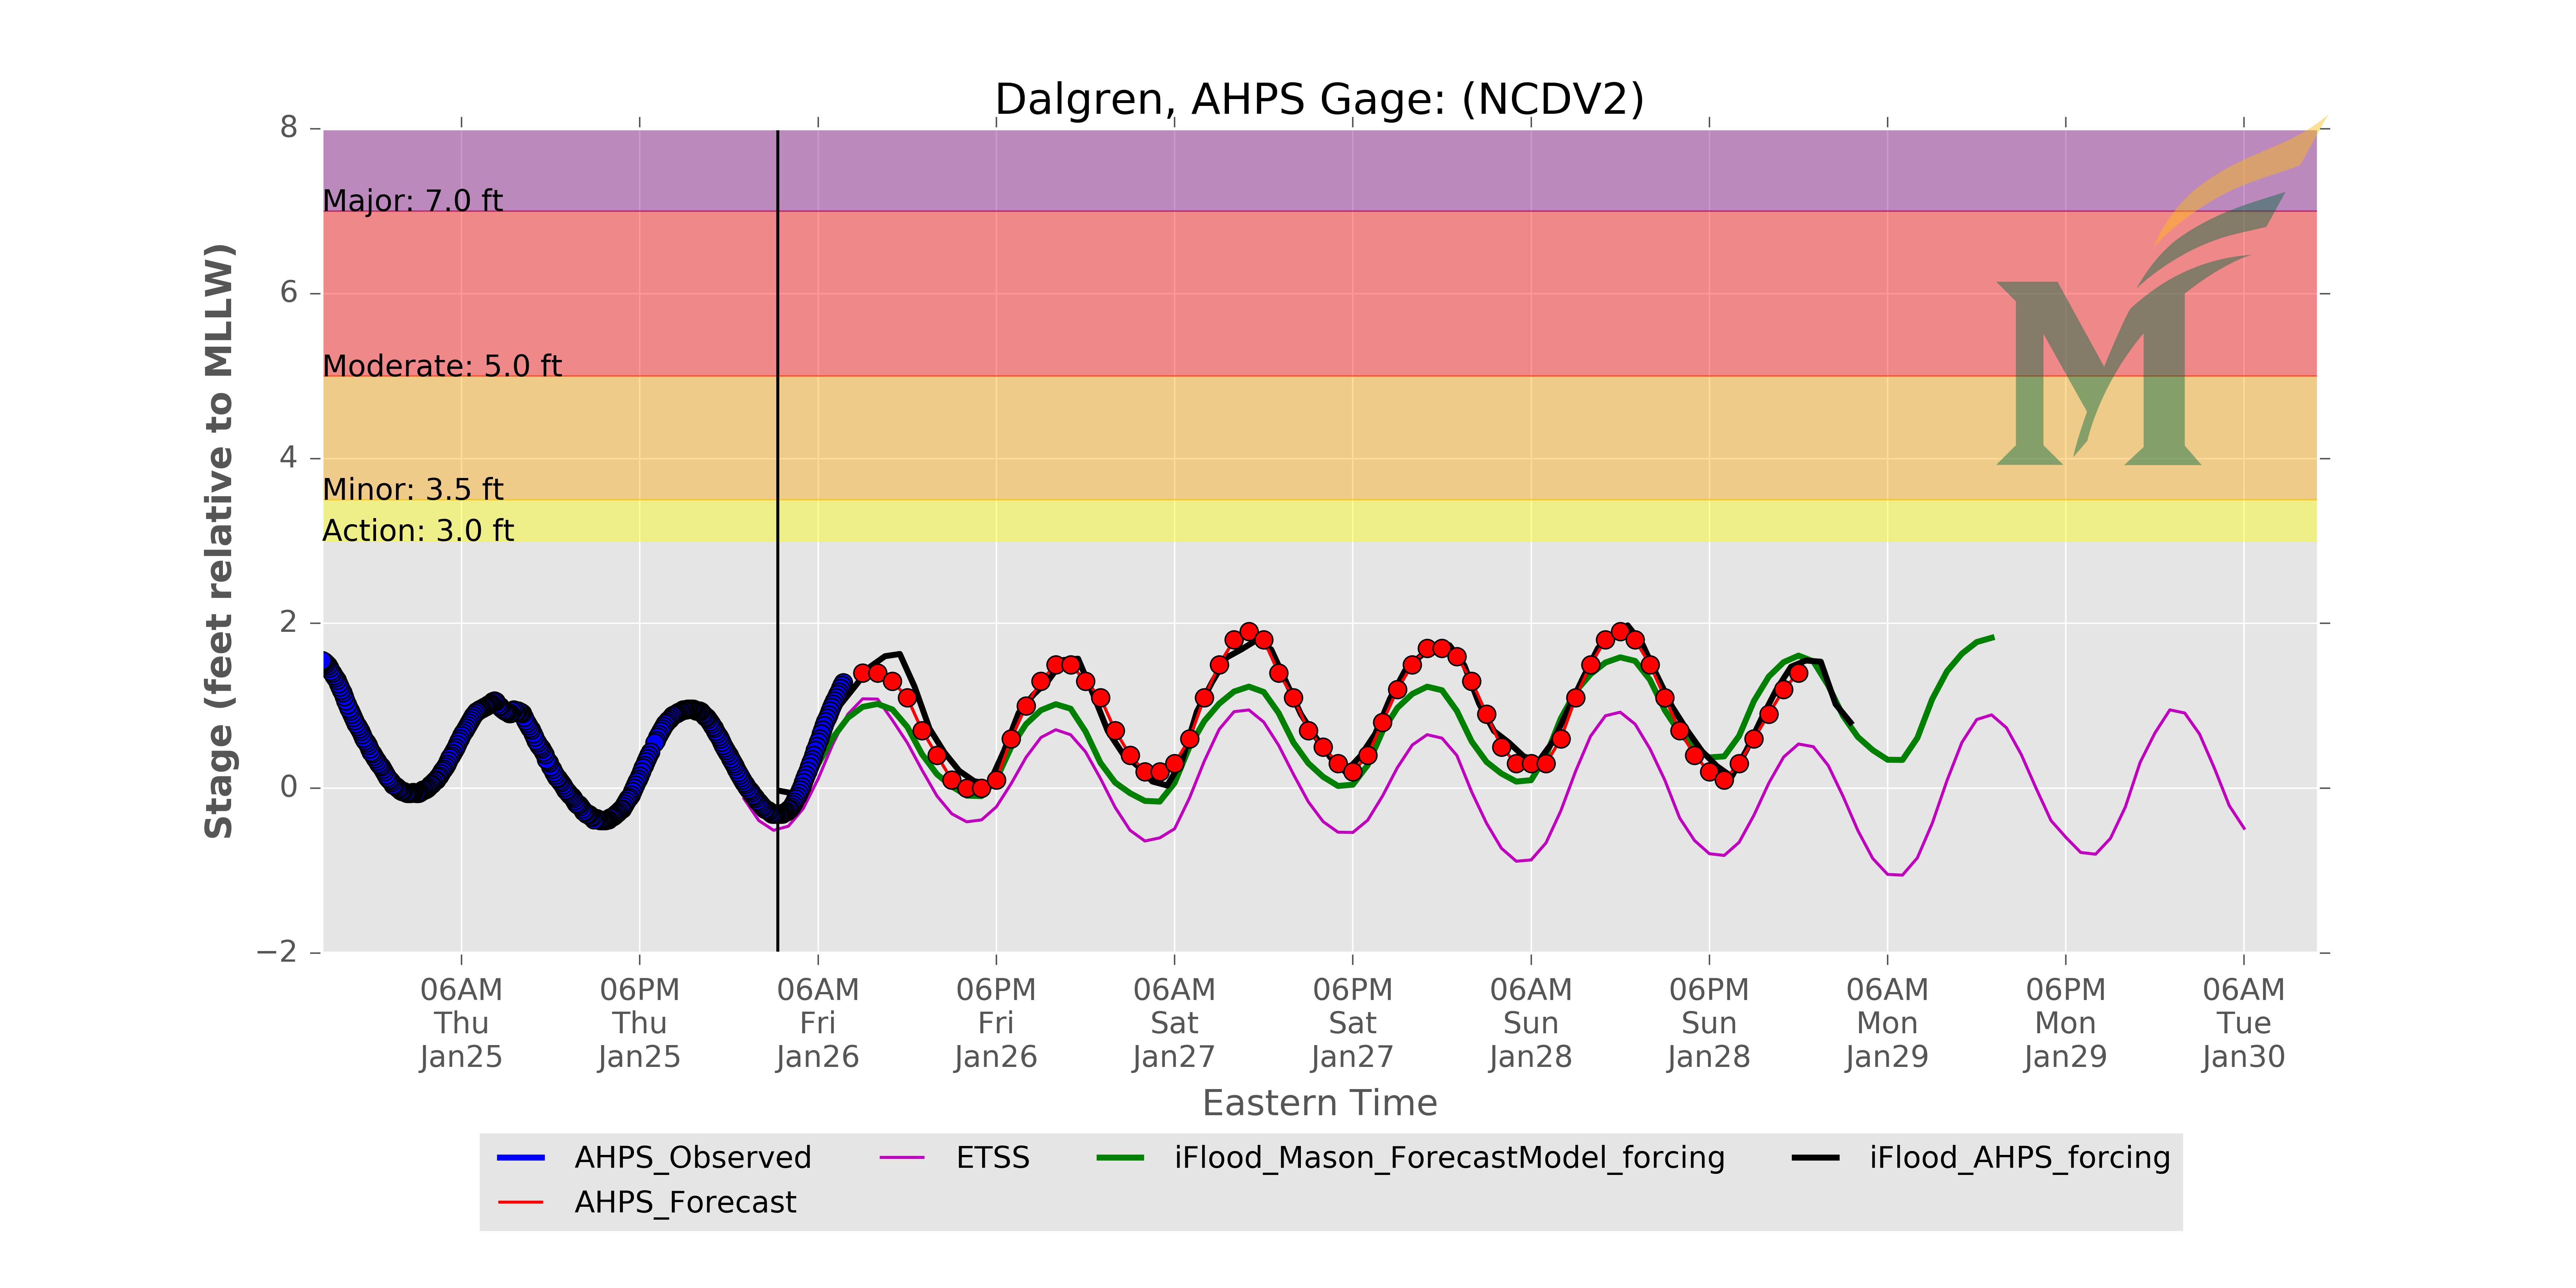 Dalgren, AHPS Gage: (NCDV2)
8
6
4
2
0
−2
Stage (feet relative to MLLW)
Major: 7.0 ft
Moderate: 5.0 ft
Minor: 3.5 ft
Action: 3.0 ft
M
06AM
Thu
Jan25
06PM
Thu
Jan25
06AM
Fri
Jan26
06PM
Fri
Jan26
06AM
Sat
Jan27
06PM
Sat
Jan27
06AM
Sun
Jan28
06PM
Sun
Jan28
06AM
Mon
Jan29
06PM
Mon
Jan29
06AM
Tue
Jan30
Eastern Time
AHPS_Observed
AHPS_Forecast
ETSS
iFlood_Mason_ForecastModel_forcing
iFlood_AHPS_forcing